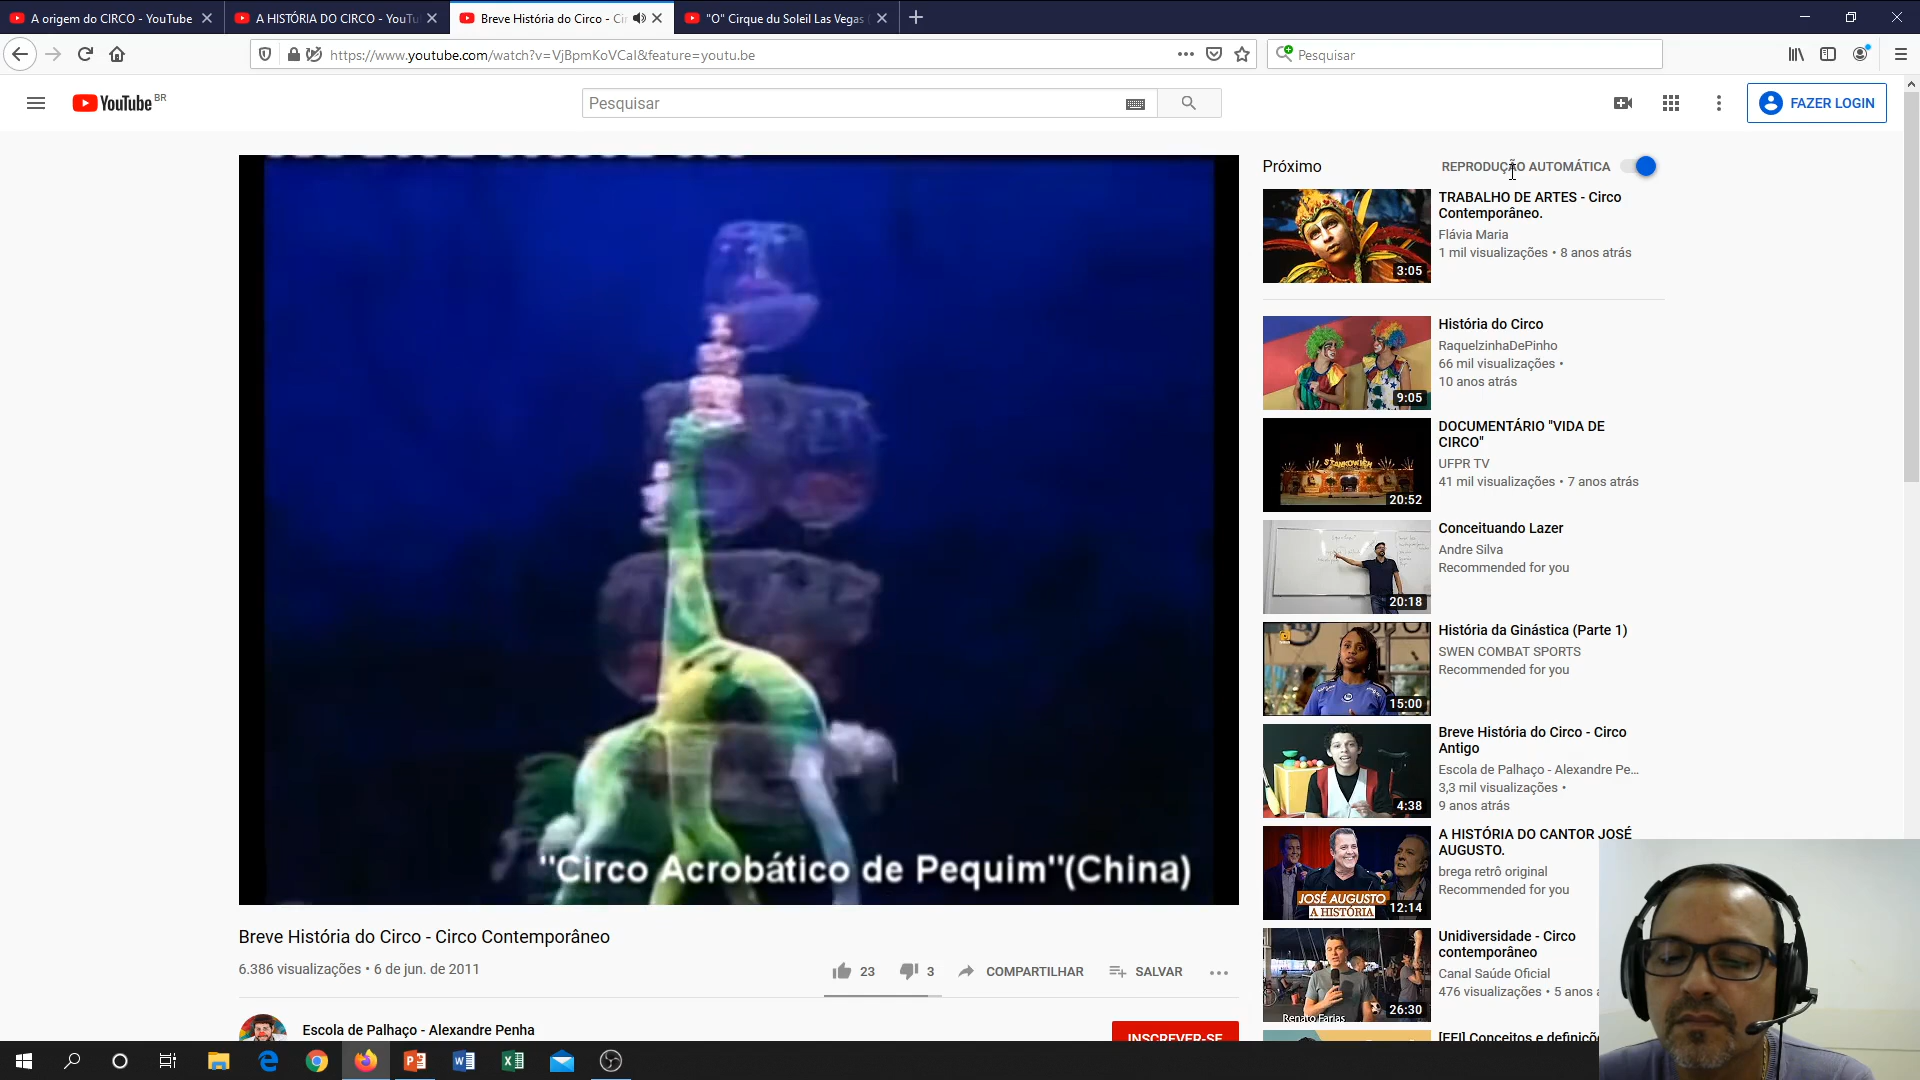 A origem do CIRCO - YouTube
A HISTÓRIA DO CIRCO - YouTu
Breve História do Circo - Cir
"O" Cirque du Soleil Las Vegas
https://www.youtube.com/watch?v=VjBpmKoVCaI&feature=youtu.be
Pesquisar
YouTube BR
Pesquisar
FAZER LOGIN
"Circo Acrobático de Pequim"(China)
Breve História do Circo - Circo Contemporâneo
6.386 visualizações • 6 de jun. de 2011
23
3
COMPARTILHAR
SALVAR
Escola de Palhaço - Alexandre Penha
INSCREVER-SE
Próximo
REPRODUÇÃO AUTOMÁTICA
TRABALHO DE ARTES - Circo
Contemporâneo.
Flávia Maria
1 mil visualizações • 8 anos atrás
3:05
História do Circo
RaquelzinhaDePinho
66 mil visualizações •
10 anos atrás
9:05
DOCUMENTÁRIO "VIDA DE
CIRCO"
UFPR TV
41 mil visualizações • 7 anos atrás
STANKOWICH
20:52
Conceituando Lazer
Andre Silva
Recommended for you
20:18
História da Ginástica (Parte 1)
SWEN COMBAT SPORTS
Recommended for you
15:00
Breve História do Circo - Circo
Antigo
Escola de Palhaço - Alexandre Pe...
3,3 mil visualizações •
9 anos atrás
4:38
A HISTÓRIA DO CANTOR JOSÉ
AUGUSTO.
brega retrô original
Recommended for you
JOSÉ AUGUSTO
A HISTÓRIA
12:14
Unidiversidade - Circo
contemporâneo
Canal Saúde Oficial
476 visualizações • 5 anos a
Renato Farias
26:30
[EFI] Conceitos e definiçõ